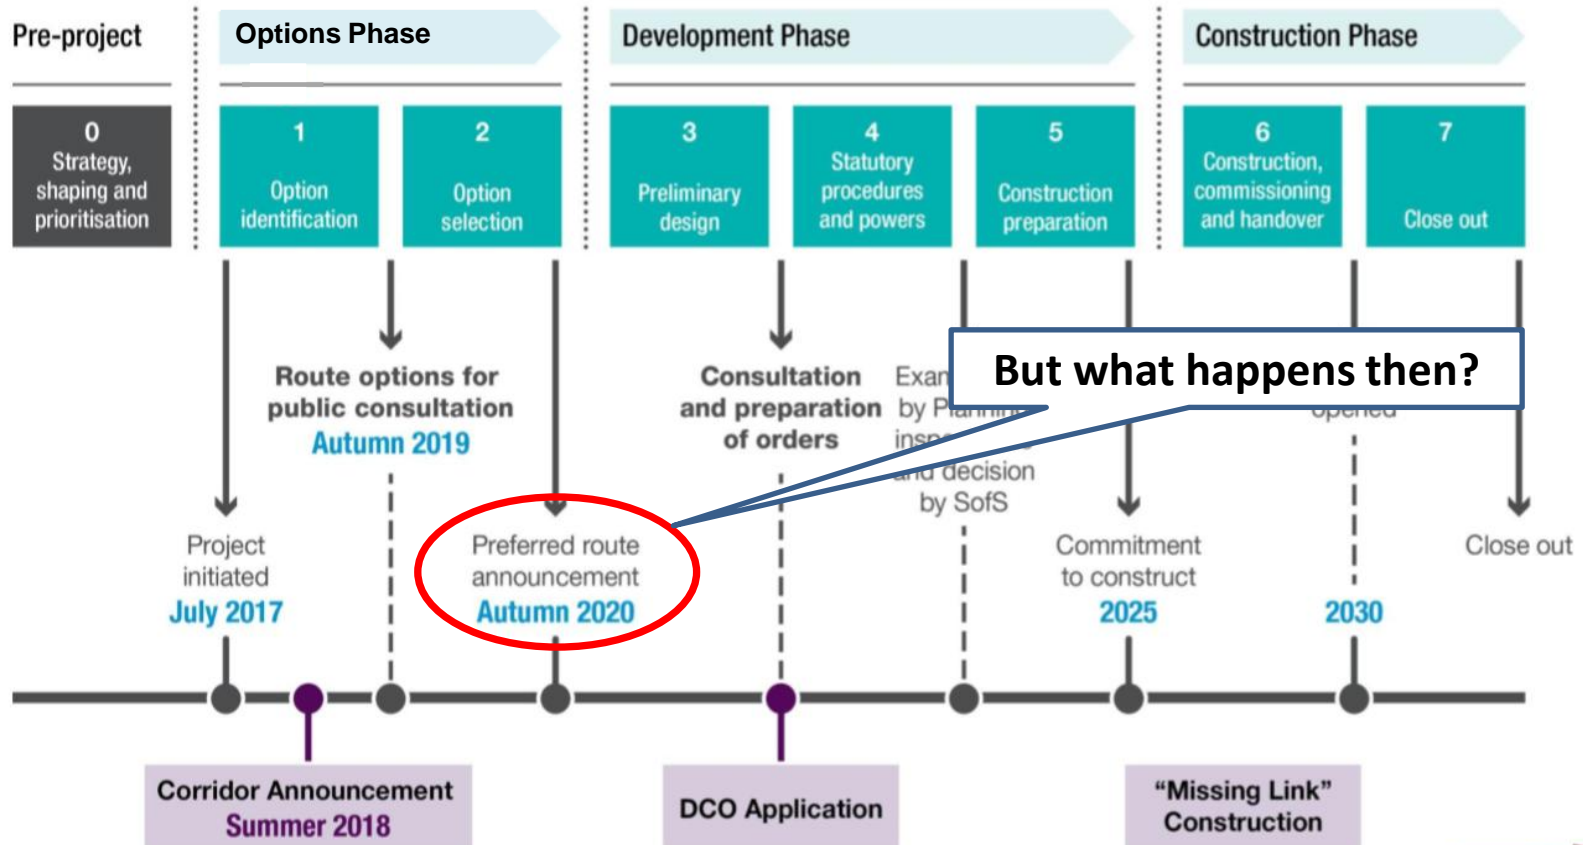 Pre-project
Options Phase
Development Phase
Construction Phase
0
Strategy,
shaping and
prioritisation
1
Option
identification
2
Option
selection
3
Preliminary
design
4
Statutory
procedures
and powers
5
Construction
preparation
6
Construction,
commissioning
and handover
7
Close out
Route options for
public consultation
Autumn 2019
Consultation
and preparation
of orders
by
and decision
by SofS
But what happens then?
opened
Project
initiated
July 2017
Preferred route
announcement
Autumn 2020
Commitment
to construct
2025
2030
Close out
Corridor Announcement
Summer 2018
DCO Application
“Missing Link”
Construction